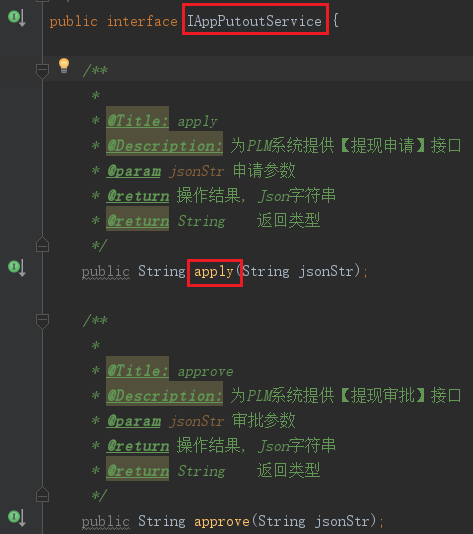 public interface IAppPutoutService {
/**
*
* @Title: apply
* @Description: 为PLM系统提供【提现申请】接口
* @param jsonStr 申请参数
* @return 操作结果, Json字符串
* @return String 返回类型
*/
public String apply(String jsonStr);
/**
*
* @Title: approve
* @Description: 为PLM系统提供【提现审批】接口
* @param jsonStr 审批参数
* @return 操作结果, Json字符串
* @return String 返回类型
*/
public String approve(String jsonStr);